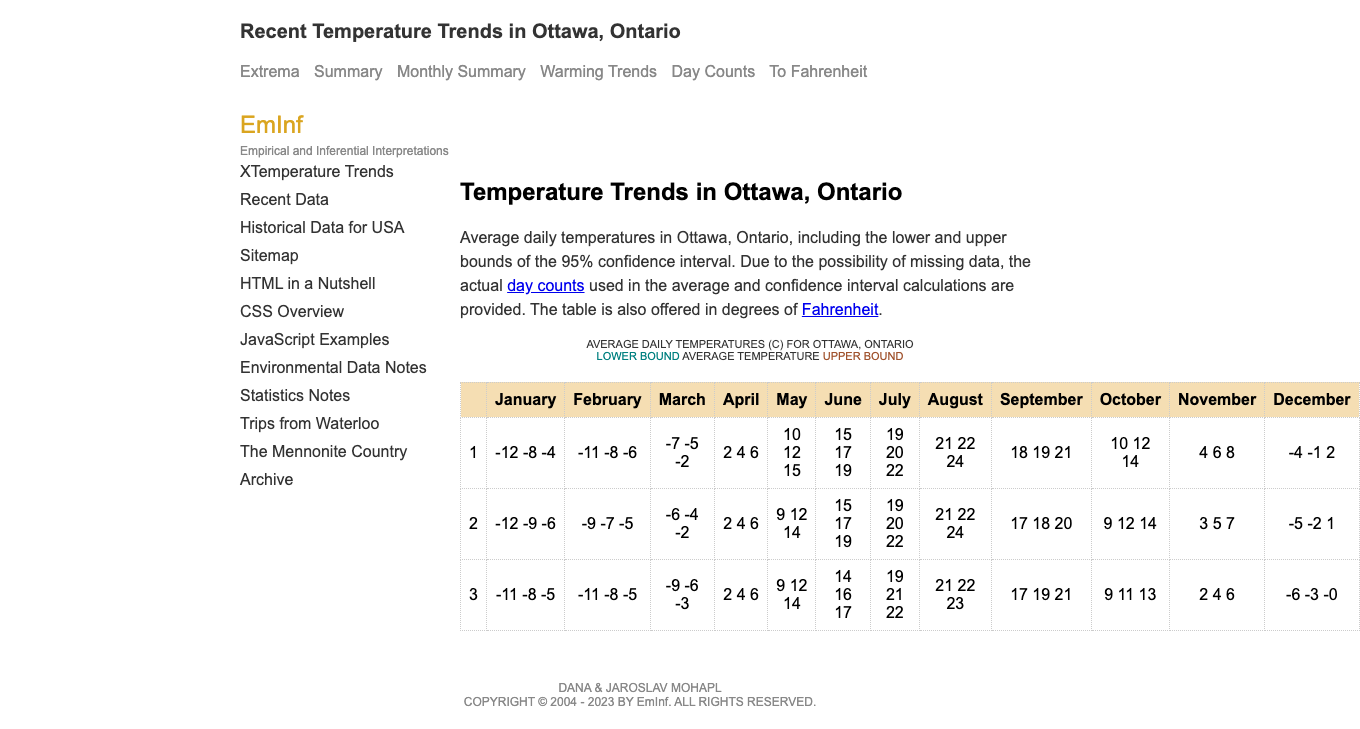 Recent Temperature Trends in Ottawa, Ontario
Extrema Summary Monthly Summary Warming Trends Day Counts To Fahrenheit
EmInf
Empirical and Inferential Interpretations
XTemperature Trends
Recent Data
Historical Data for USA
Sitemap
HTML in a Nutshell
CSS Overview
JavaScript Examples
Environmental Data Notes
Statistics Notes
Trips from Waterloo
The Mennonite Country
Archive
Temperature Trends in Ottawa, Ontario
Average daily temperatures in Ottawa, Ontario, including the lower and upper
bounds of the 95% confidence interval. Due to the possibility of missing data, the
actual day counts used in the average and confidence interval calculations are
provided. The table is also offered in degrees of Fahrenheit.
AVERAGE DAILY TEMPERATURES (C) FOR OTTAWA, ONTARIO
LOWER BOUND AVERAGE TEMPERATURE UPPER BOUND
January February March April May June July August September October November December
1 -12 -8 -4 -11 -8 -6 -7 -5 -2 2 4 6 10 12 15 15 17 19 19 20 22 21 22 24 18 19 21 10 12 14 4 6 8 -4 -1 2
2 -12 -9 -6 -9 -7 -5 -6 -4 -2 2 4 6 9 12 14 15 17 19 19 20 22 21 22 24 17 18 20 9 12 14 3 5 7 -5 -2 1
3 -11 -8 -5 -11 -8 -5 -9 -6 -3 2 4 6 9 12 14 14 16 17 19 21 22 21 22 23 17 19 21 9 11 13 2 4 6 -6 -3 -0
DANA & JAROSLAV MOHAPL
COPYRIGHT © 2004 - 2023 BY EmInf. ALL RIGHTS RESERVED.